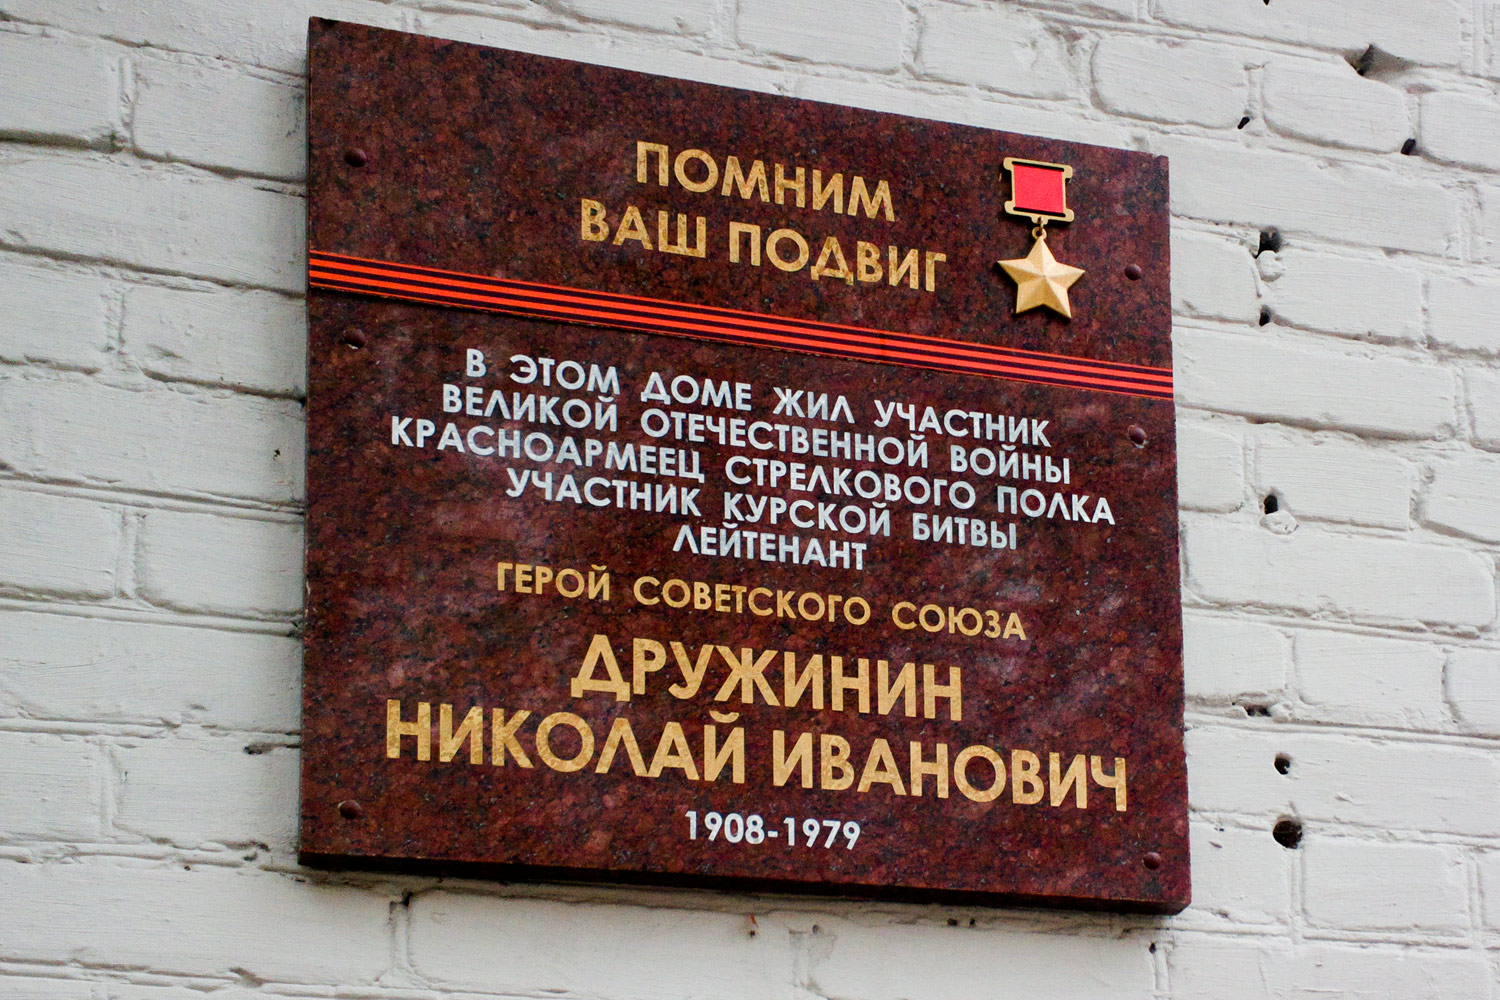 ПОМНИМ
ВАШ ПОДВИГ
В ЭТОМ ДОМЕ ЖИЛ УЧАСТНИК
ВЕЛИКОЙ ОТЕЧЕСТВЕННОЙ ВОЙНЫ
КРАСНОАРМЕЕЦ СТРЕЛКОВОГО ПОЛКА
УЧАСТНИК КУРСКОЙ БИТВЫ
ЛЕЙТЕНАНТ
ГЕРОЙ СОВЕТСКОГО СОЮЗА
ДРУЖИНИН
НИКОЛАЙ ИВАНОВИЧ
1908-1979